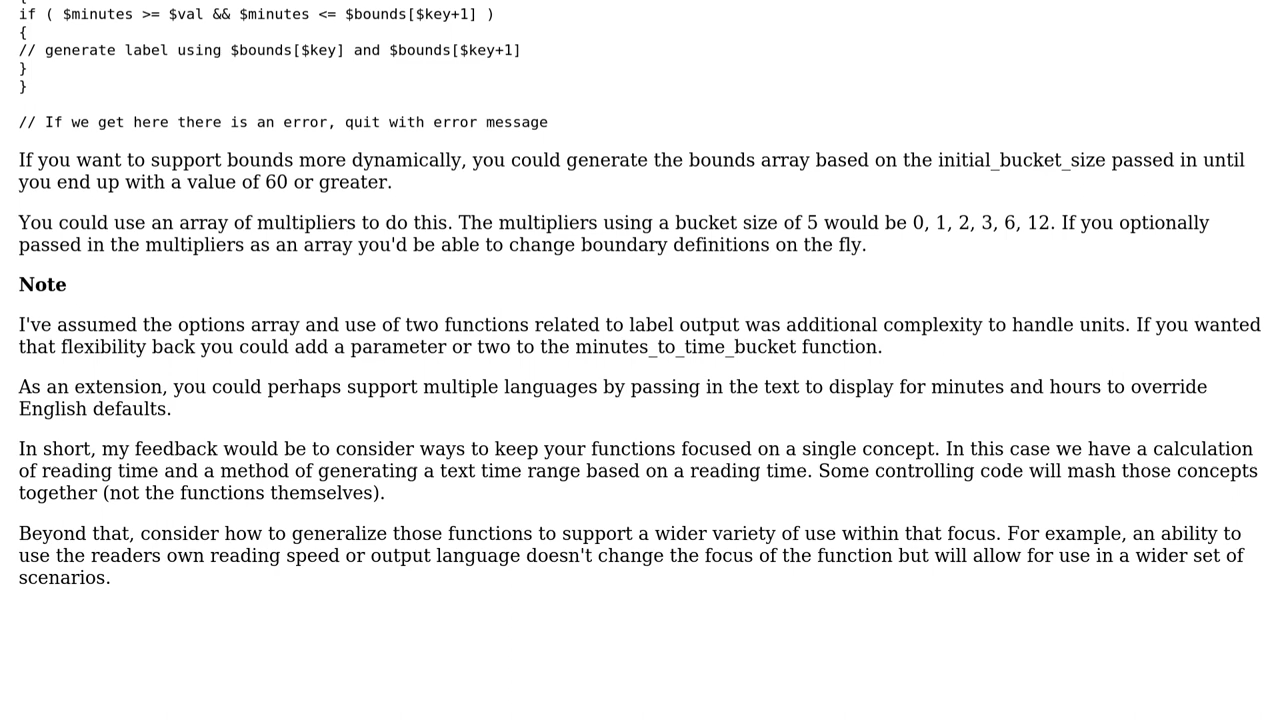 {
if ( $minutes >= $val && $minutes <= $bounds[$key+1] )
{
// generate label using $bounds[$key] and $bounds[$key+1]
}
}
// If we get here there is an error, quit with error message
If you want to support bounds more dynamically, you could generate the bounds array based on the initial_bucket_size passed in until
you end up with a value of 60 or greater.
You could use an array of multipliers to do this. The multipliers using a bucket size of 5 would be 0, 1, 2, 3, 6, 12. If you optionally
passed in the multipliers as an array you'd be able to change boundary definitions on the fly.
Note
I've assumed the options array and use of two functions related to label output was additional complexity to handle units. If you wanted
that flexibility back you could add a parameter or two to the minutes_to_time_bucket function.
As an extension, you could perhaps support multiple languages by passing in the text to display for minutes and hours to override
English defaults.
In short, my feedback would be to consider ways to keep your functions focused on a single concept. In this case we have a calculation
of reading time and a method of generating a text time range based on a reading time. Some controlling code will mash those concepts
together (not the functions themselves).
Beyond that, consider how to generalize those functions to support a wider variety of use within that focus. For example, an ability to
use the readers own reading speed or output language doesn't change the focus of the function but will allow for use in a wider set of
scenarios.